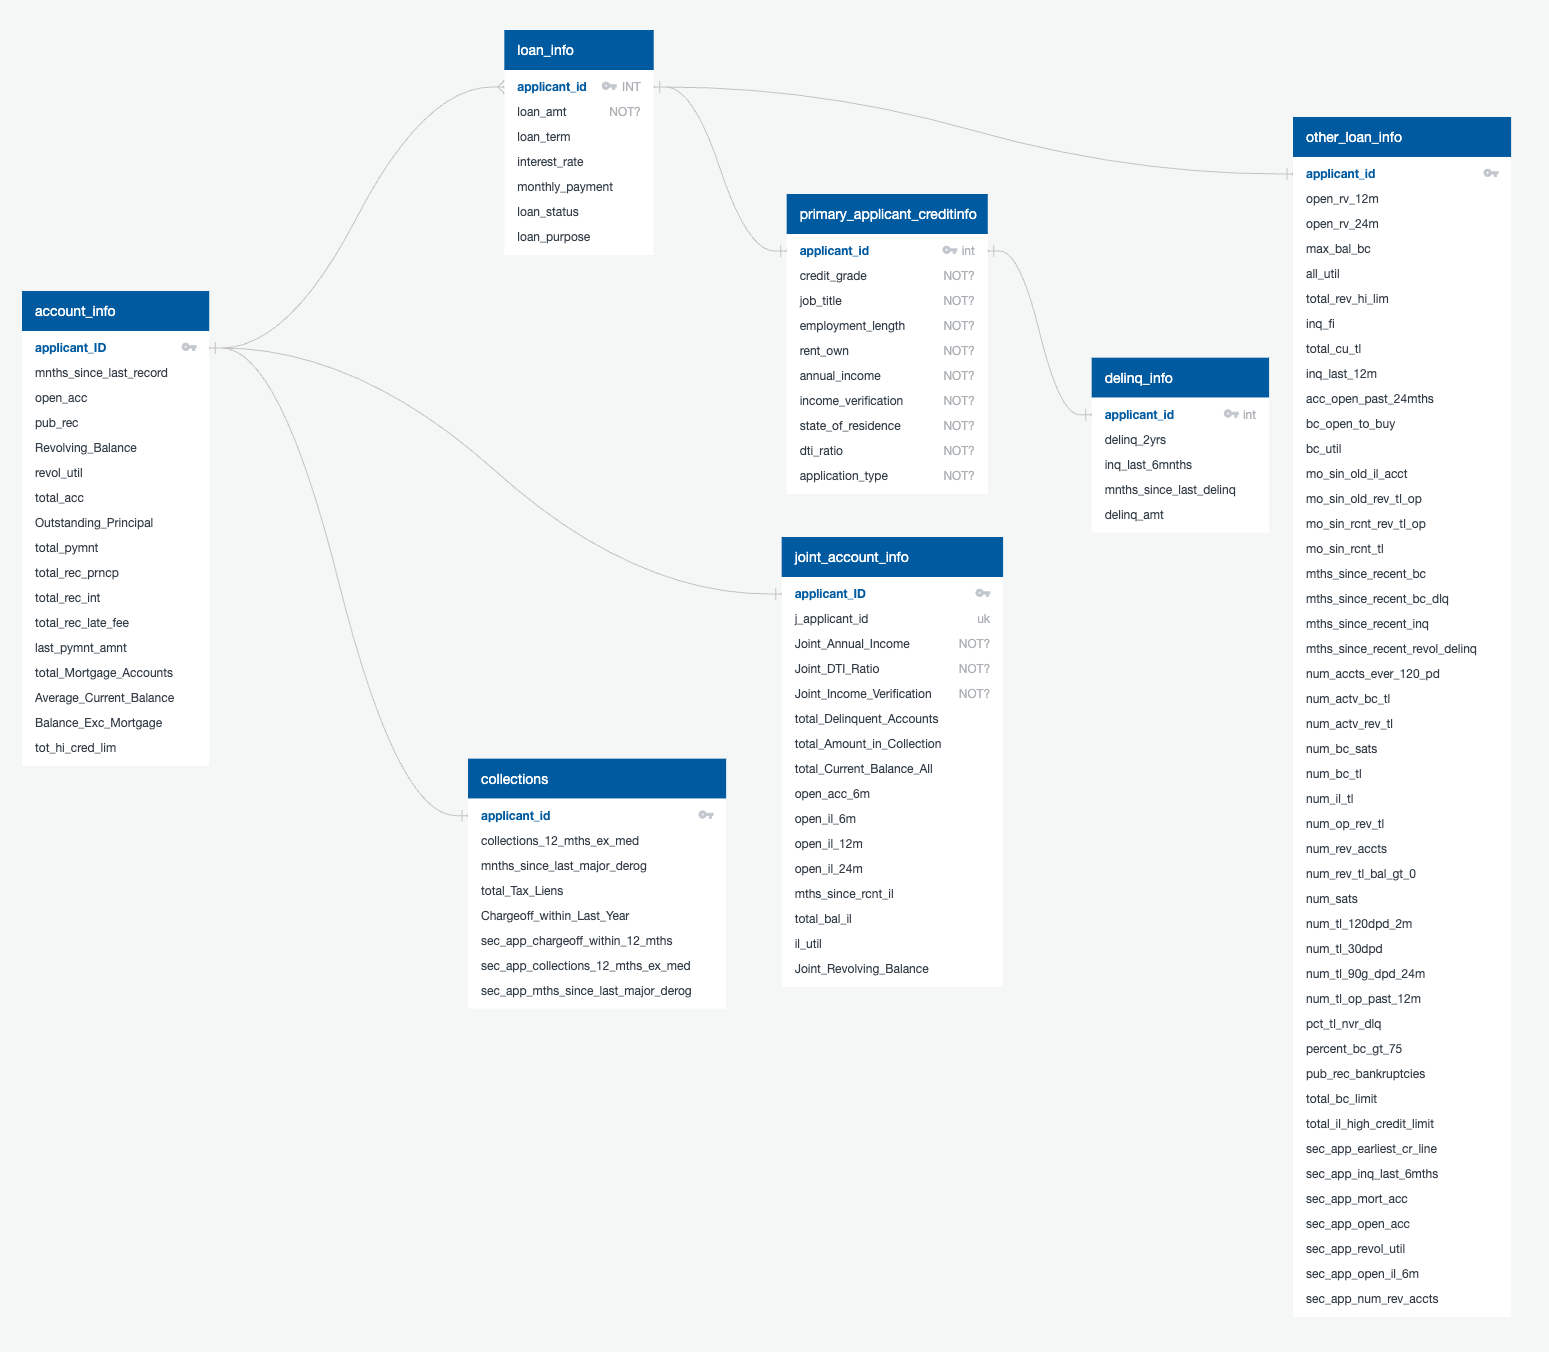 loan_info
applicant_id INT
loan_amt NOT?
loan_term
interest_rate
monthly_payment
loan_status
loan_purpose
other_loan_info
applicant_id
open_rv_12m
open_rv_24m
max_bal_bc
all_util
total_rev_hi_lim
inq_fi
total_cu_tl
inq_last_12m
acc_open_past_24mths
bc_open_to_buy
bc_util
mo_sin_old_il_acct
mo_sin_old_rev_tl_op
mo_sin_rcnt_rev_tl_op
mo_sin_rcnt_tl
mths_since_recent_bc
mths_since_recent_bc_dlq
mths_since_recent_inq
mths_since_recent_revol_delinq
num_accts_ever_120_pd
num_actv_bc_tl
num_actv_rev_tl
num_bc_sats
num_bc_tl
num_il_tl
num_op_rev_tl
num_rev_accts
num_rev_tl_bal_gt_0
num_sats
num_tl_120dpd_2m
num_tl_30dpd
num_tl_90g_dpd_24m
num_tl_op_past_12m
pct_tl_nvr_dlq
percent_bc_gt_75
pub_rec_bankruptcies
total_bc_limit
total_il_high_credit_limit
sec_app_earliest_cr_line
sec_app_inq_last_6mths
sec_app_mort_acc
sec_app_open_acc
sec_app_revol_util
sec_app_open_il_6m
sec_app_num_rev_accts
primary_applicant_creditinfo
applicant_id int
credit_grade NOT?
job_title NOT?
employment_length NOT?
rent_own NOT?
annual_income NOT?
income_verification NOT?
state_of_residence NOT?
dti_ratio NOT?
application_type NOT?
account_info
applicant_ID
mnths_since_last_record
open_acc
pub_rec
Revolving_Balance
revol_util
total_acc
Outstanding_Principal
total_pymnt
total_rec_prncp
total_rec_int
total_rec_late_fee
last_pymnt_amnt
total_Mortgage_Accounts
Average_Current_Balance
Balance_Exc_Mortgage
tot_hi_cred_lim
delinq_info
applicant_id int
delinq_2yrs
inq_last_6mnths
mnths_since_last_delinq
delinq_amt
joint_account_info
applicant_ID
j_applicant_id uk
Joint_Annual_Income NOT?
Joint_DTI_Ratio NOT?
Joint_Income_Verification NOT?
total_Delinquent_Accounts
total_Amount_in_Collection
total_Current_Balance_All
open_acc_6m
open_il_6m
open_il_12m
open_il_24m
mths_since_rcnt_il
total_bal_il
il_util
Joint_Revolving_Balance
collections
applicant_id
collections_12_mths_ex_med
mnths_since_last_major_derog
total_Tax_Liens
Chargeoff_within_Last_Year
sec_app_chargeoff_within_12_mths
sec_app_collections_12_mths_ex_med
sec_app_mths_since_last_major_derog